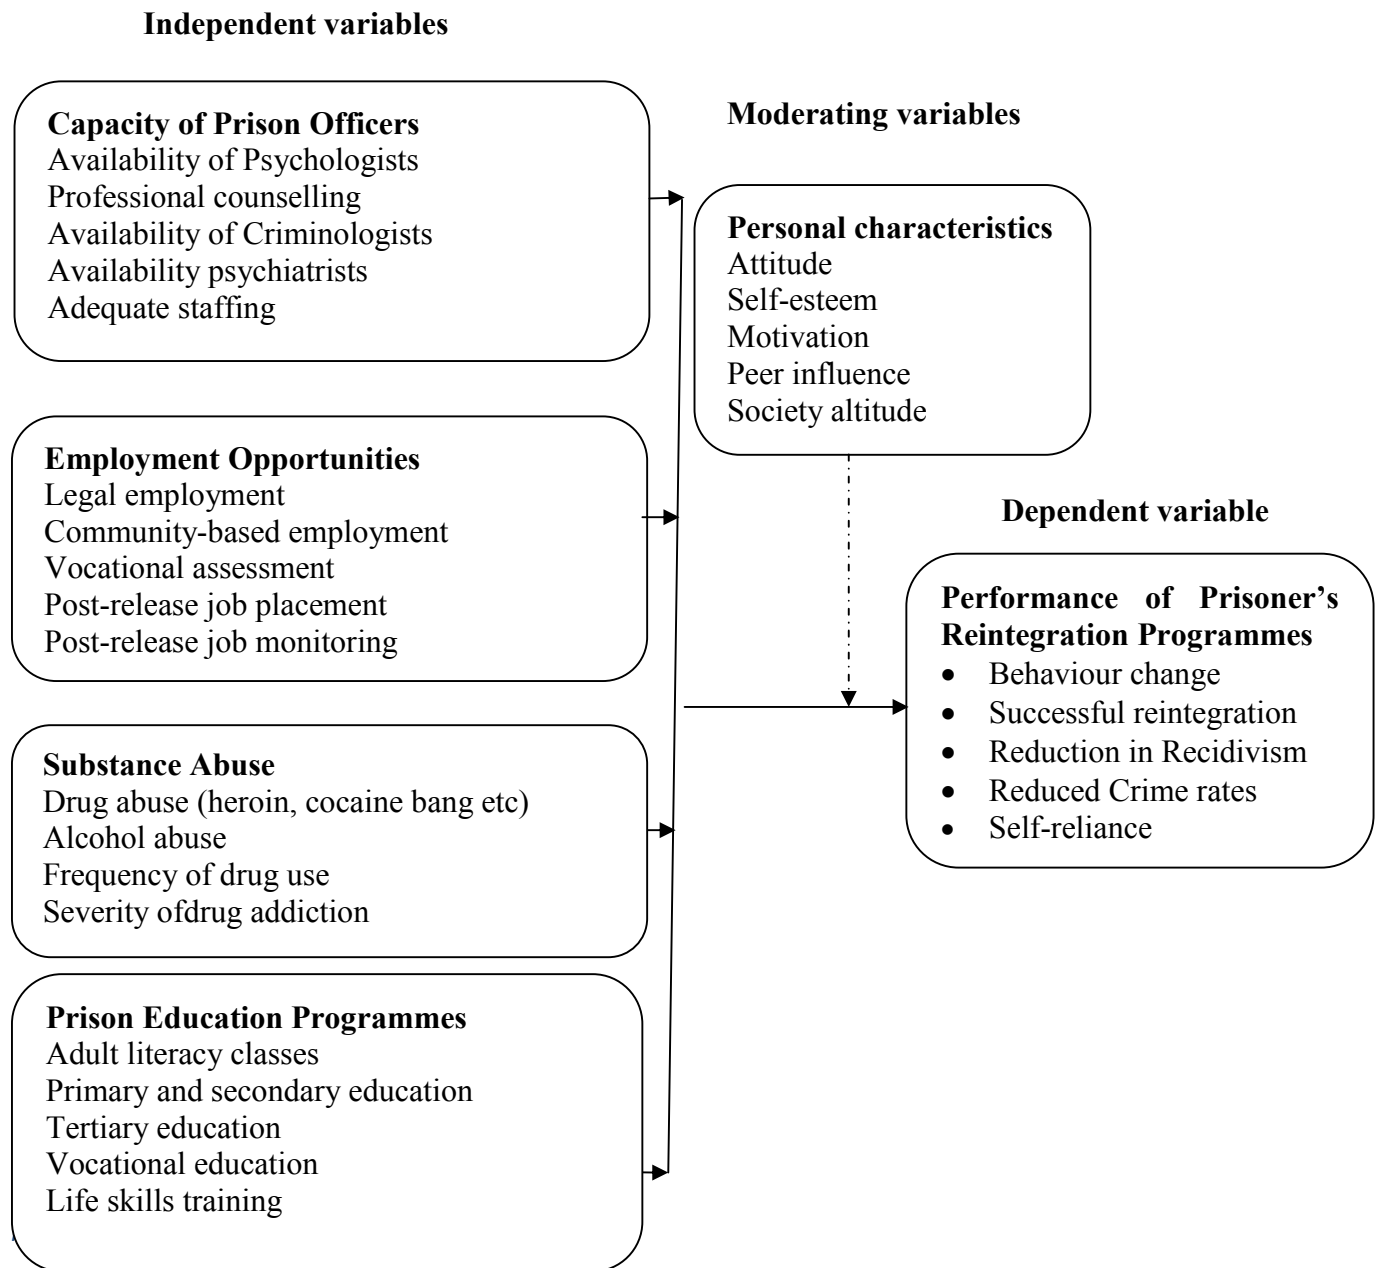 Independent variables
Capacity of Prison Officers
Availability of Psychologists
Professional counselling
Availability of Criminologists
Availability psychiatrists
Adequate staffing
Employment Opportunities
Legal employment
Community-based employment
Vocational assessment
Post-release job placement
Post-release job monitoring
Substance Abuse
Drug abuse (heroin, cocaine bang etc)
Alcohol abuse
Frequency of drug use
Severity ofdrug addiction
Prison Education Programmes
Adult literacy classes
Primary and secondary education
Tertiary education
Vocational education
Life skills training
Moderating variables
Personal characteristics
Attitude
Self-esteem
Motivation
Peer influence
Society altitude
Dependent variable
Performance of Prisoner’s
Reintegration Programmes
• Behaviour change
• Successful reintegration
• Reduction in Recidivism
• Reduced Crime rates
• Self-reliance